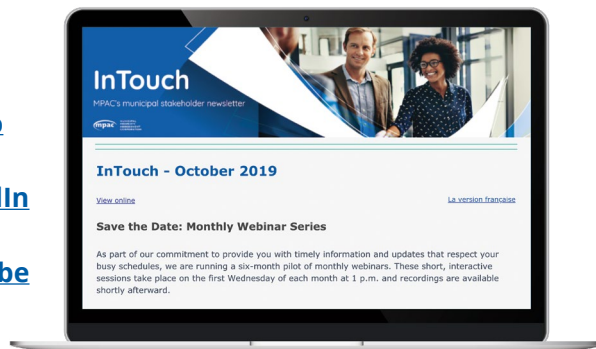 InTouch
MPAC's municipal stakeholder newsletter
mpac
InTouch - October 2019
View online
La version française
Save the Date: Monthly Webinar Series
As part of our commitment to provide you with timely information and updates that respect your
busy schedules, we are running a six-month pilot of monthly webinars. These short, interactive
sessions take place on the first Wednesday of each month at 1 p.m. and recordings are available
shortly afterward.